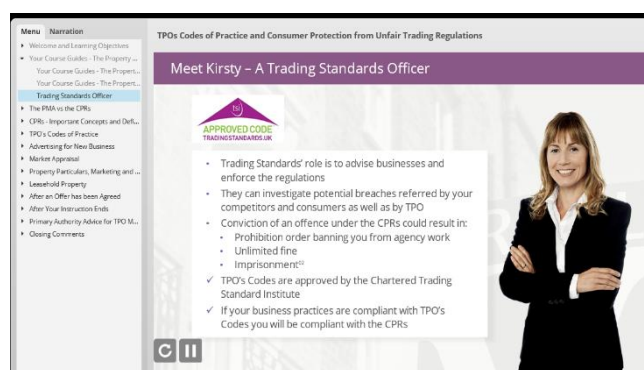 Menu Narration
Welcome and Learning Objectives
Your Course Guides - The Property ...
Your Course Guides - The Propert...
Your Course Guides - The Propert...
Trading Standards Officer
The PMA vs the CPRs
CPRs - Important Concepts and Defi...
TPO's Codes of Practice
Advertising for New Business
Market Appraisal
Property Particulars, Marketing and ...
Leasehold Property
After an Offer has been Agreed
After Your Instruction Ends
Primary Authority Advice for TPO M...
Closing Comments
TPOs Codes of Practice and Consumer Protection from Unfair Trading Regulations
Meet Kirsty – A Trading Standards Officer
tsi
APPROVED CODE
TRADINGSTANDARDS.UK
Trading Standards' role is to advise businesses and
enforce the regulations
They can investigate potential breaches referred by your
competitors and consumers as well as by TPO
Conviction of an offence under the CPRs could result in:
Prohibition order banning you from agency work
Unlimited fine
Imprisonment
TPO's Codes are approved by the Chartered Trading
Standard Institute
If your business practices are compliant with TPO's
Codes you will be compliant with the CPRs